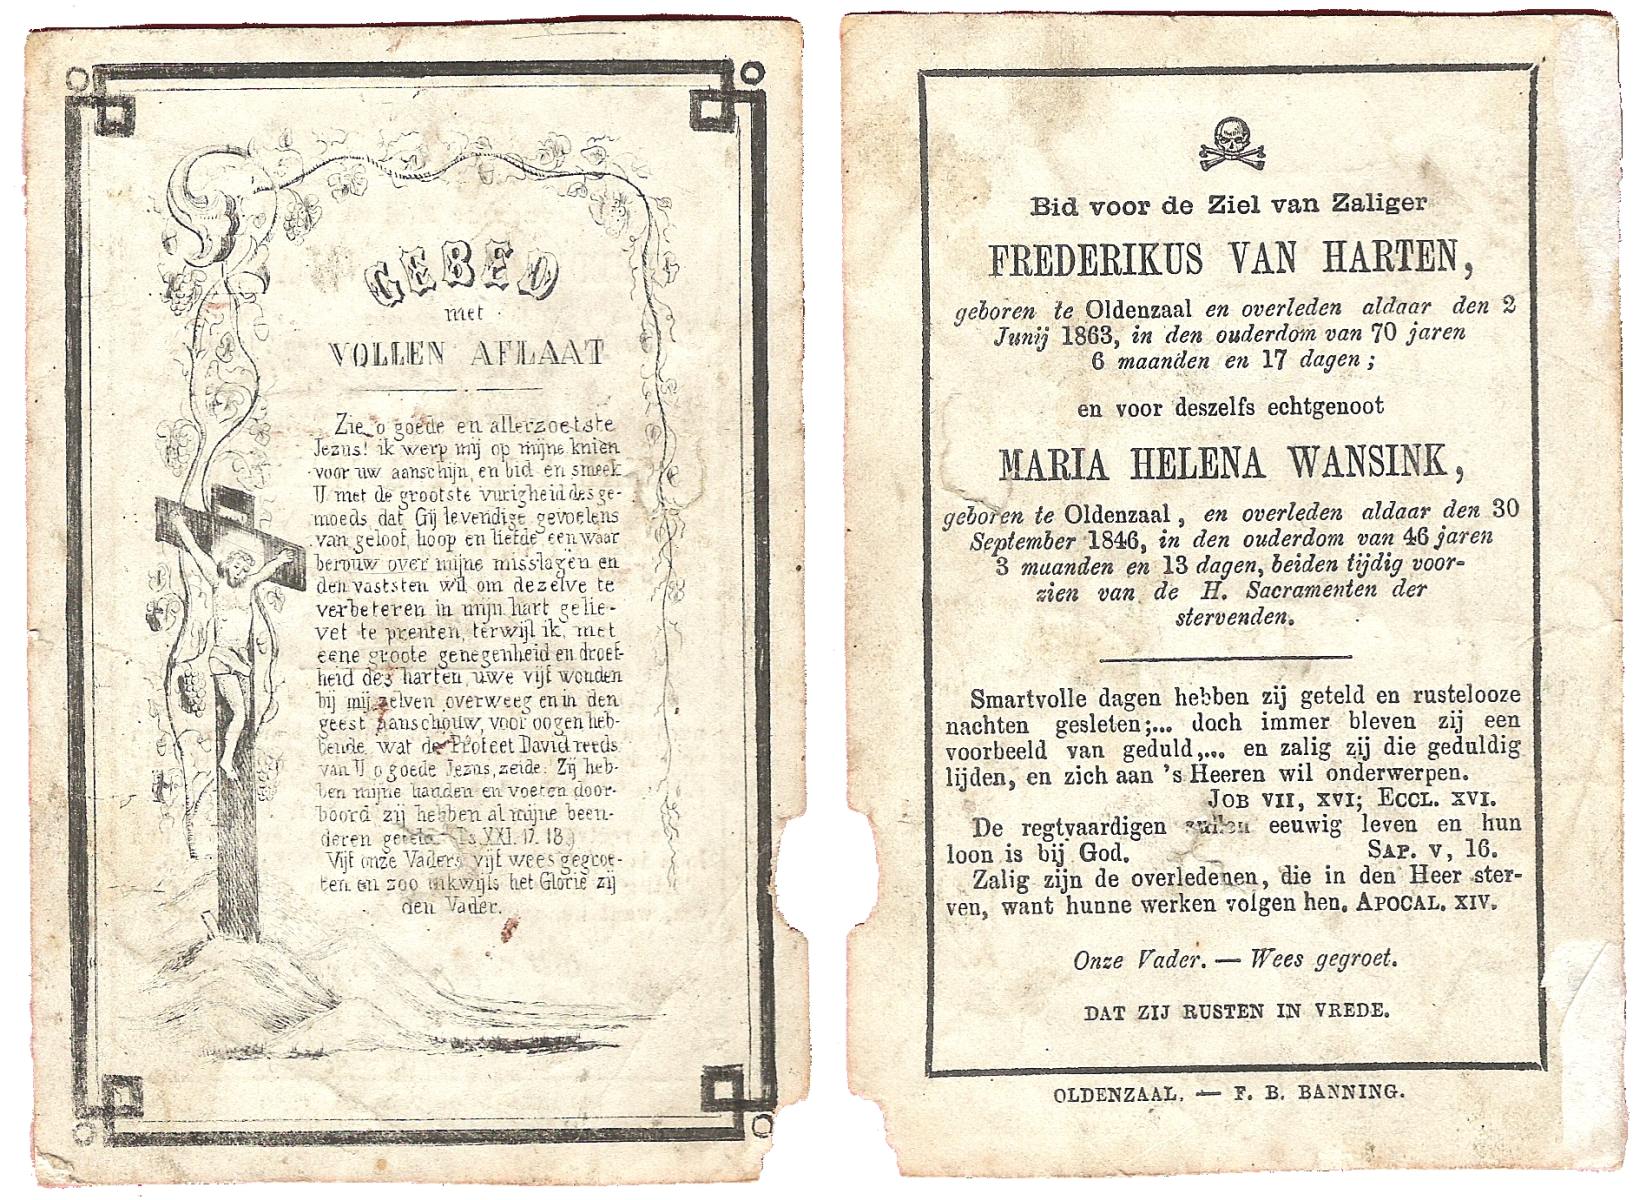 GEBED
met
VOLLEN AFLAAT
Zie, o goede en allerzoetste
Jezus! ik werp mij op mijne knien
voor uw aanschijn, en bid en smeek
U met de grootste vurigheid des ge-
moeds, dat Gij levendige gevoelens
van geloof, hoop en liefde een waar
berouw over mijne misslagen en
den vaststen wil om dezelve te
verbeteren in mijn hart gelie-
vet te prenten, terwijl ik, met
eene groote genegenheid en droef-
heid des harten, uwe vijf wonden
bij mij zelven overweeg en in den
geest aanschouw, voor oogen heb-
bende, wat de Profeet David reeds
van U, o goede Jezus, zeide: Zij heb-
ben mijne handen en voeten door-
boord zij hebben al mijne been-
deren geteld. (Ps. XXI. 17. 18.)
Vijf onze Vaders, vijf wees gegroe-
ten en zoo dikwijls het Glorie zij
den Vader.
Bid voor de Ziel van Zaliger
FREDERIKUS VAN HARTEN,
geboren te Oldenzaal en overleden aldaar den 2
Junij 1863, in den ouderdom van 70 jaren
6 maanden en 17 dagen;
en voor deszelfs echtgenoot
MARIA HELENA WANSINK,
geboren te Oldenzaal, en overleden aldaar den 30
September 1846, in den ouderdom van 46 jaren
3 maanden en 13 dagen, beiden tijdig voor-
zien van de H. Sacramenten der
stervenden.
Smartvolle dagen hebben zij geteld en rustelooze
nachten gesleten;... doch immer bleven zij een
voorbeeld van geduld,... en zalig zij die geduldig
lijden, en zich aan 's Heeren wil onderwerpen.
JOB VII, XVI; ECCL. XVI.
De regtvaardigen zullen eeuwig leven en hun
loon is bij God. SAP. V, 16.
Zalig zijn de overledenen, die in den Heer ster-
ven, want hunne werken volgen hen. APOCAL. XIV.
Onze Vader. — Wees gegroet.
DAT ZIJ RUSTEN IN VREDE.
OLDENZAAL. — F. B. BANNING.